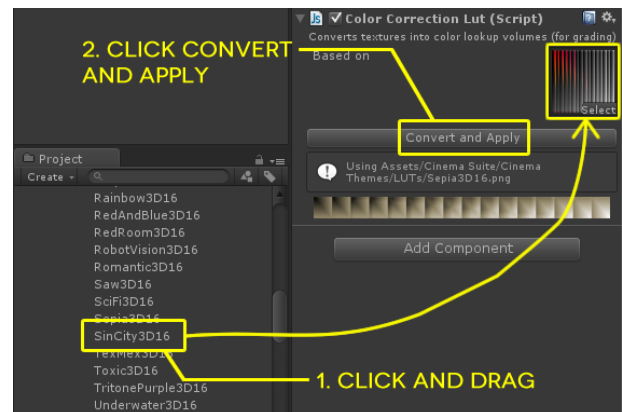 Color Correction Lut (Script)
Converts textures into color lookup volumes (for grading)
Based on
Select
2. CLICK CONVERT
AND APPLY
Convert and Apply
Using Assets/Cinema Suite/Cinema
Themes/LUTs/Sepia3D16.png
Add Component
Project
Create
Rainbow3D16
RedAndBlue3D16
RedRoom3D16
RobotVision3D16
Romantic3D16
Saw3D16
SciFi3D16
Sepia3D16
SinCity3D16
TexMex3D16
Toxic3D16
TritonePurple3D16
Underwater3D16
1. CLICK AND DRAG